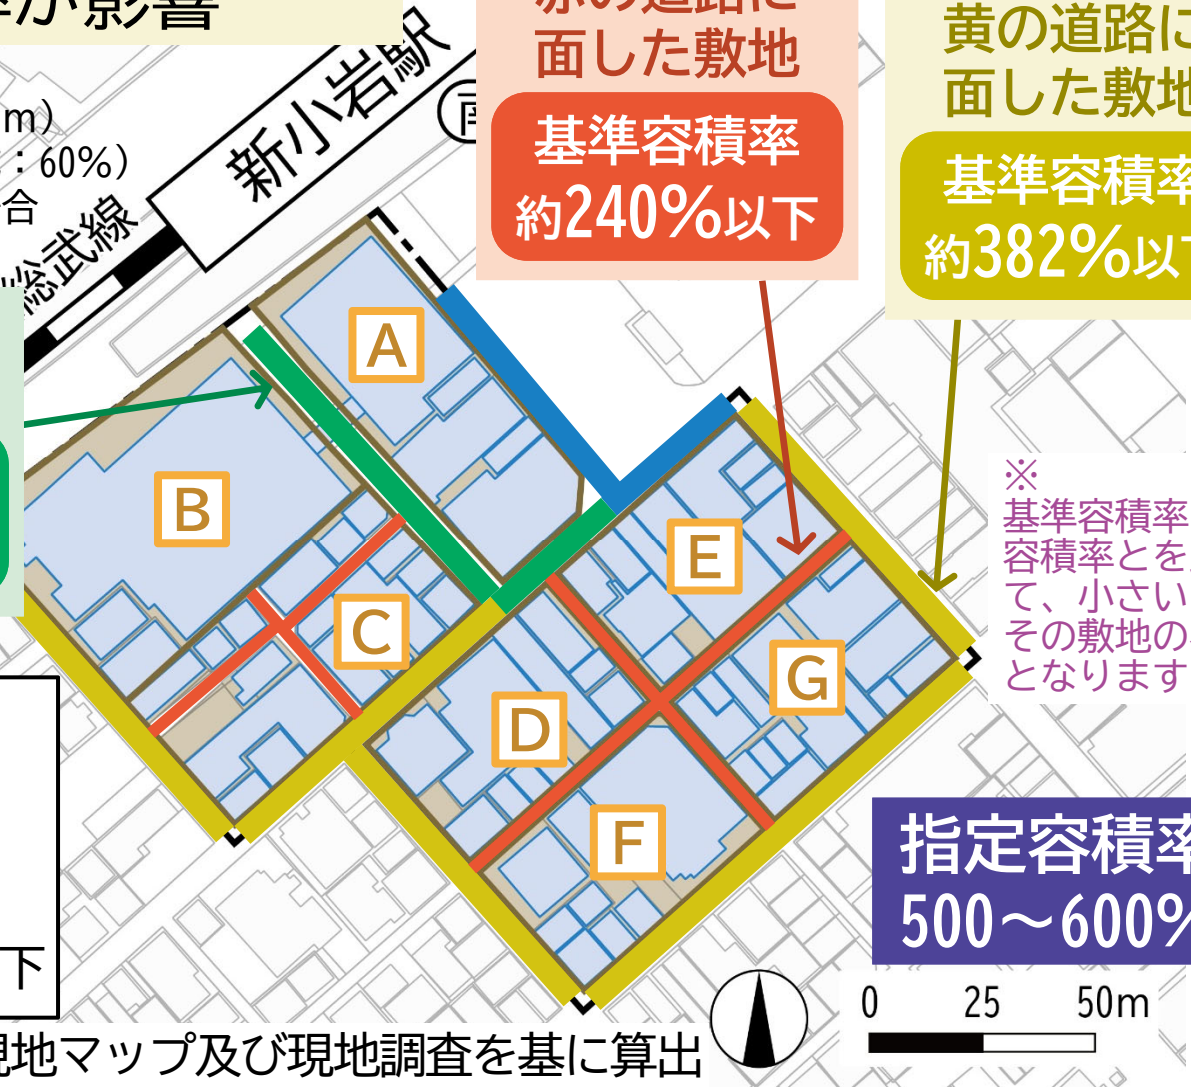 率が影響
m)
:60%)
合
総武線
新小岩駅
南
赤の道路に
面した敷地
基準容積率
約240%以下
黄の道路に
面した敷地
基準容積率
約382%以下
A
B
C
D
E
F
G
※
基準容積率
容積率とを
て、小さい
その敷地の
となります
指定容積率
500～600%
下
0 25 50m
現地マップ及び現地調査を基に算出